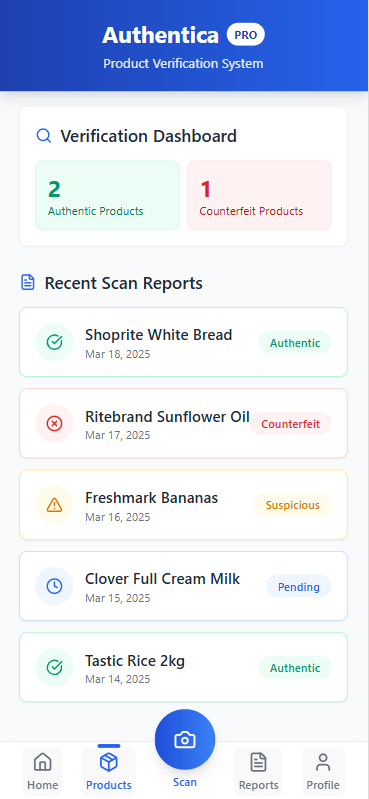 Authentica PRO
Product Verification System
Verification Dashboard
2
Authentic Products
1
Counterfeit Products
Recent Scan Reports
Shoprite White Bread
Mar 18, 2025
Authentic
Ritebrand Sunflower Oil
Mar 17, 2025
Counterfeit
Freshmark Bananas
Mar 16, 2025
Suspicious
Clover Full Cream Milk
Mar 15, 2025
Pending
Tastic Rice 2kg
Mar 14, 2025
Authentic
Home
Products
Scan
Reports
Profile